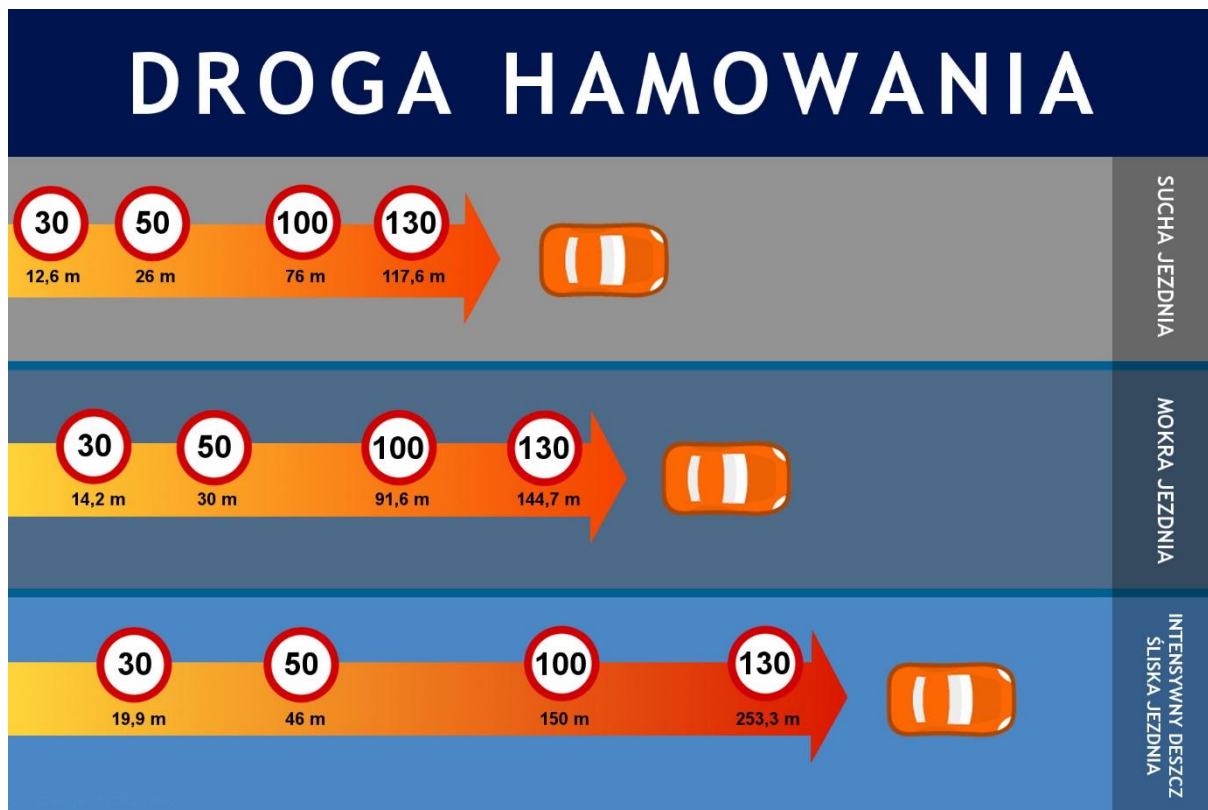 DROGA HAMOWANIA
30 50 100 130
12,6 m 26 m 76 m 117,6 m
SUCHA JEZDNIA
30 50 100 130
14,2 m 30 m 91,6 m 144,7 m
MOKRA JEZDNIA
30 50 100 130
19,9 m 46 m 150 m 253,3 m
INTENSYWNY DESZCZ
ŚLISKA JEZDNIA